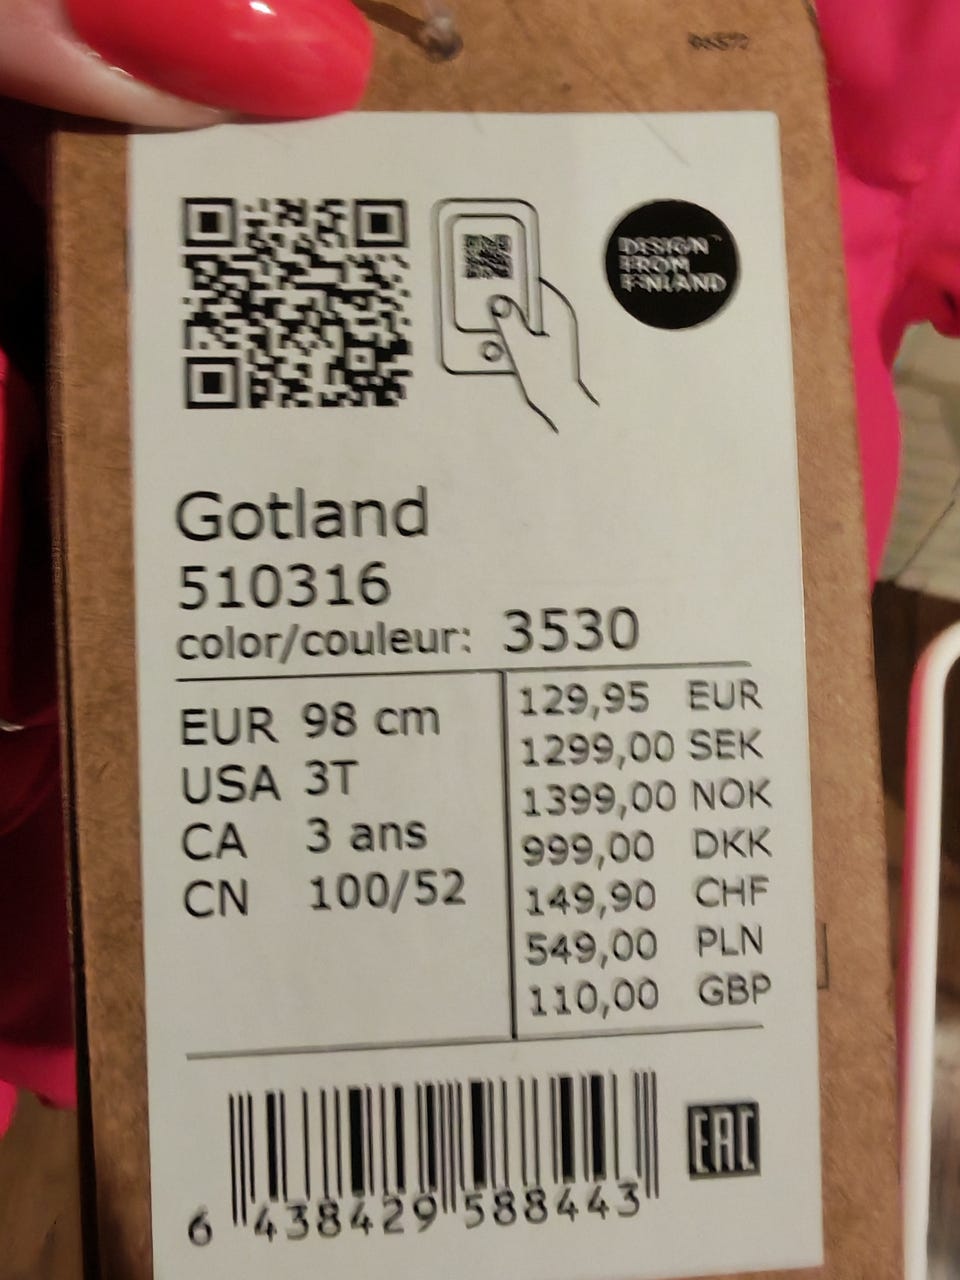 DESIGN™
FROM
FINLAND
Gotland
510316
color/couleur: 3530
EUR 98 cm
USA 3T
CA 3 ans
CN 100/52
129,95 EUR
1299,00 SEK
1399,00 NOK
999,00 DKK
149,90 CHF
549,00 PLN
110,00 GBP
6 438429 588443
EAC